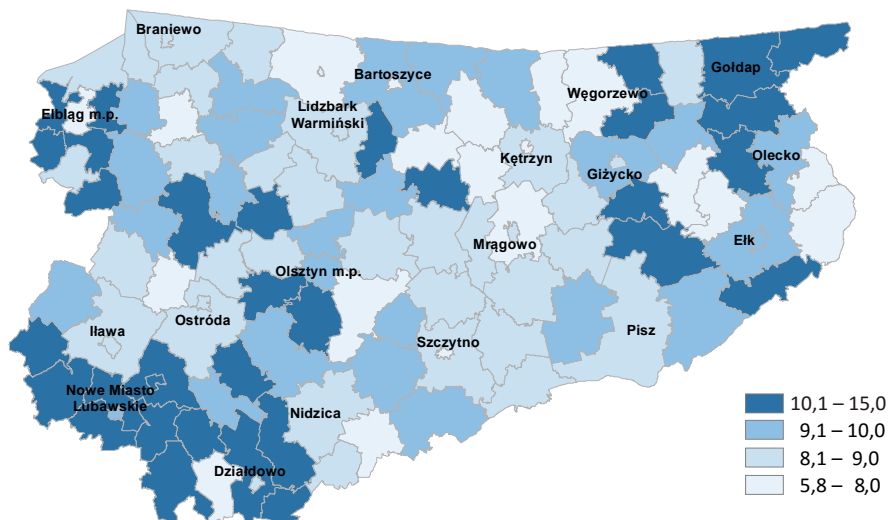 Braniewo
Bartoszyce
Gołdap
Węgorzewo
Elbląg m.p.
Lidzbark
Warmiński
Kętrzyn
Olecko
Giżycko
Mrągowo
Ełk
Olsztyn m.p.
Ostróda
Iława
Szczytno
Pisz
Nowe Miasto
Lubawskie
Nidzica
Działdowo
10,1 – 15,0
9,1 – 10,0
8,1 – 9,0
5,8 – 8,0